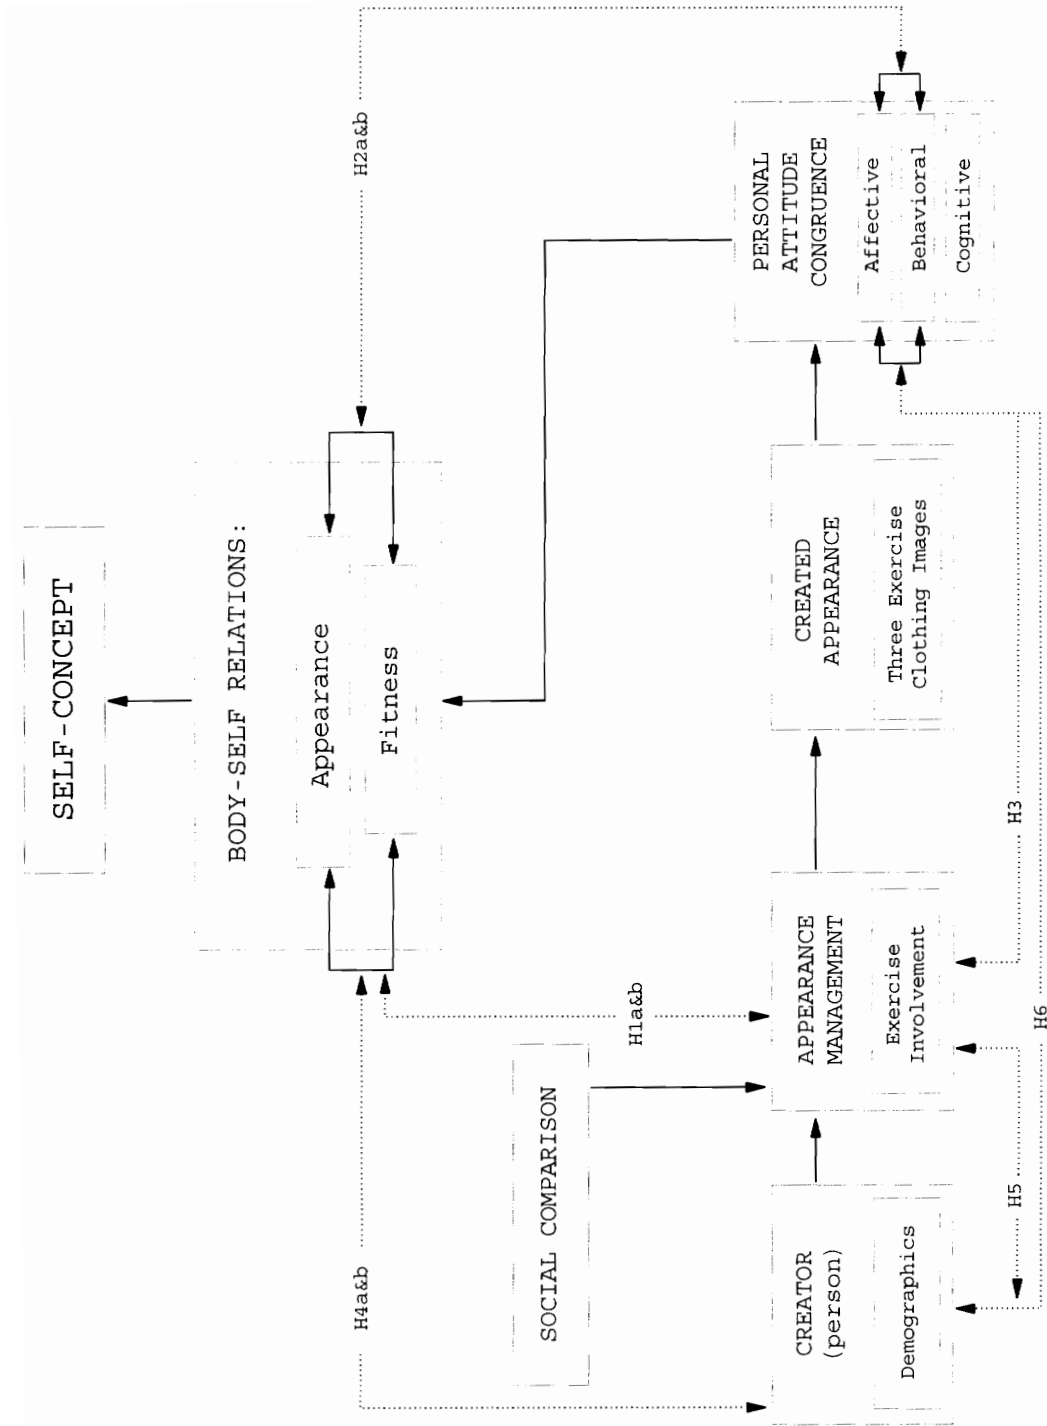 SELF-CONCEPT
BODY-SELF RELATIONS:
Appearance
Fitness
H4a&b
H2a&b
SOCIAL COMPARISON
H1a&b
CREATOR
(person)
Demographics
APPEARANCE
MANAGEMENT
Exercise
Involvement
CREATED
APPEARANCE
Three Exercise
Clothing Images
PERSONAL
ATTITUDE
CONGRUENCE
Affective
Behavioral
Cognitive
H5
H3
H6